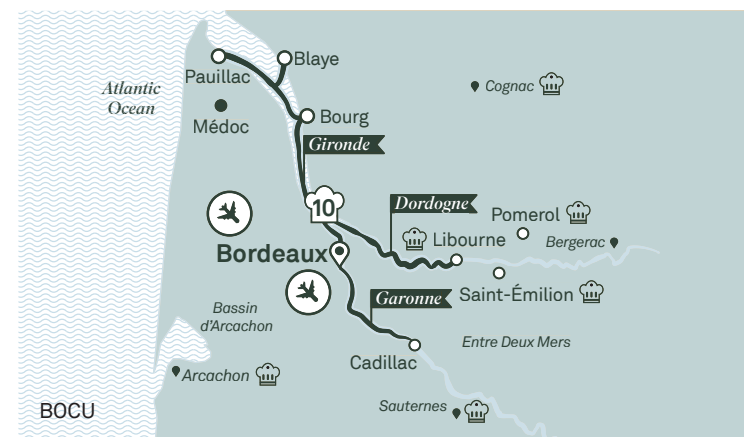 Blaye
Pauillac
Atlantic
Ocean
Cognac
Médoc
Bourg
Gironde
10
Dordogne
Pomerol
Libourne
Bergerac
Bordeaux
Saint-Émilion
Garonne
Bassin
d'Arcachon
Entre Deux Mers
Cadillac
Arcachon
Sauternes
BOCU